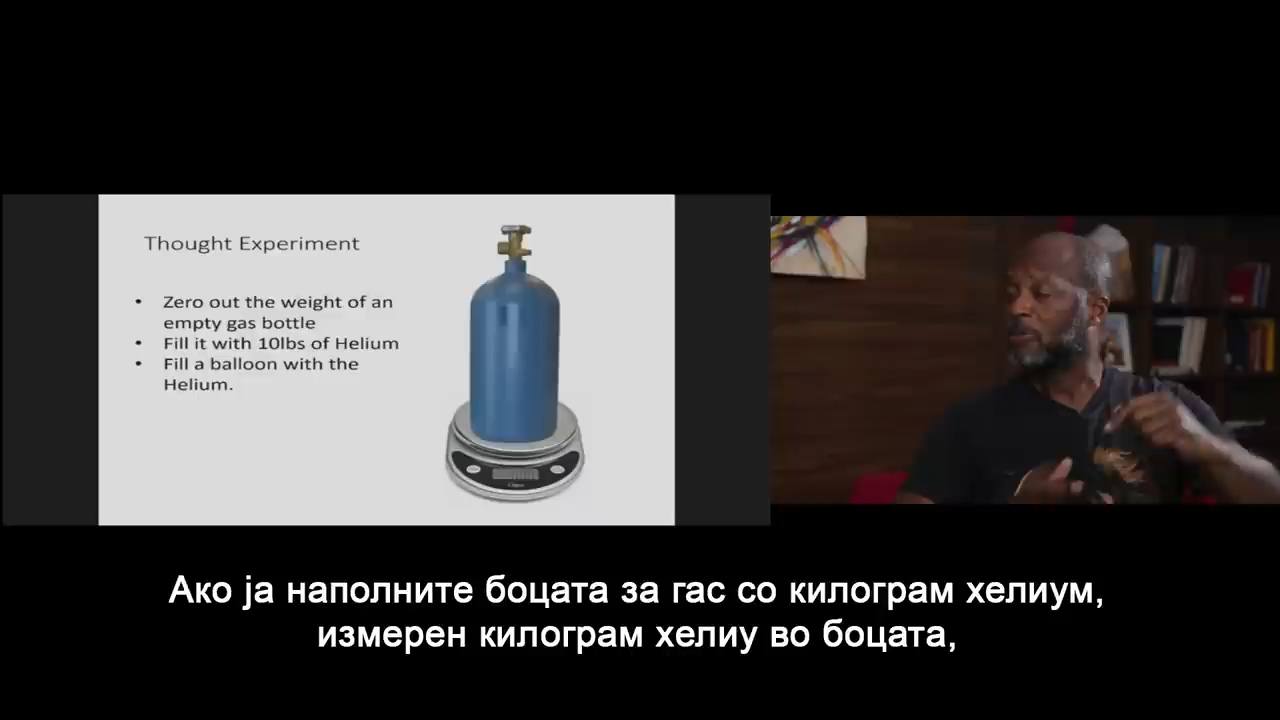 Thought Experiment
• Zero out the weight of an
empty gas bottle
• Fill it with 10lbs of Helium
• Fill a balloon with the
Helium.
Ако ја наполните боцата за гас со килограм хелиум,
измерен килограм хелиу во боцата,